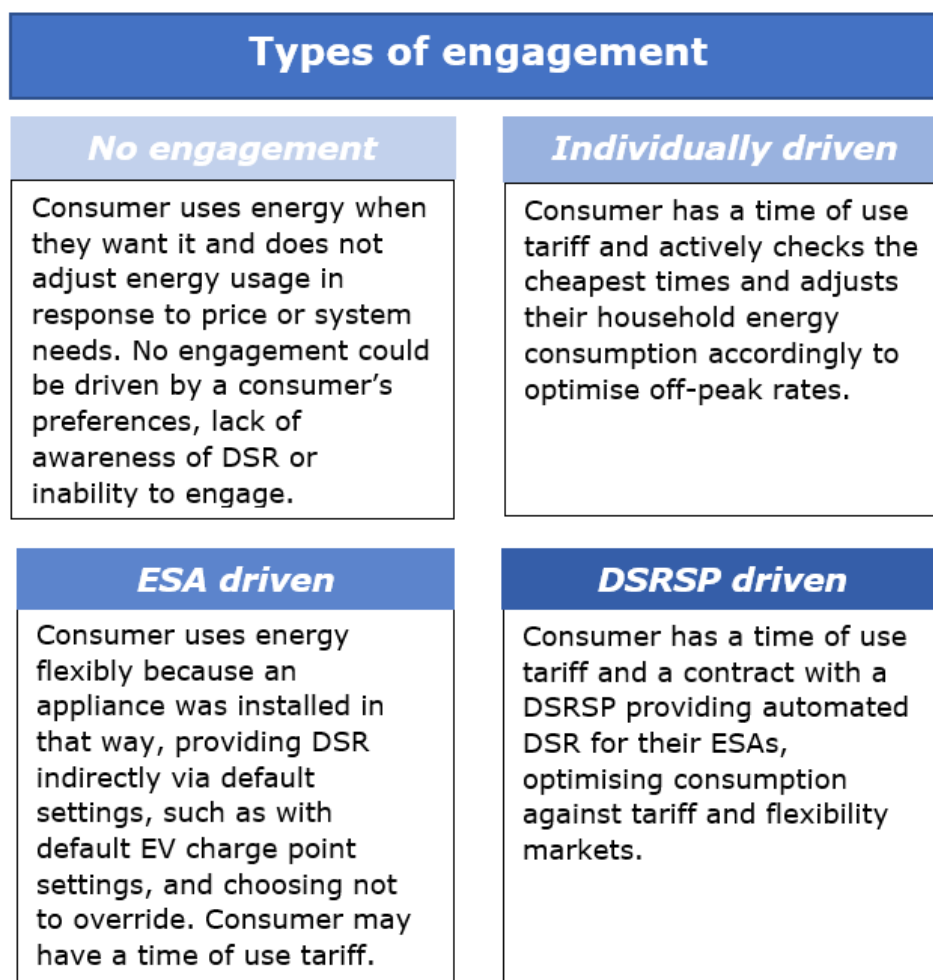 Types of engagement
No engagement
Consumer uses energy when
they want it and does not
adjust energy usage in
response to price or system
needs. No engagement could
be driven by a consumer’s
preferences, lack of
awareness of DSR or
inability to engage.
Individually driven
Consumer has a time of use
tariff and actively checks the
cheapest times and adjusts
their household energy
consumption accordingly to
optimise off-peak rates.
ESA driven
Consumer uses energy
flexibly because an
appliance was installed in
that way, providing DSR
indirectly via default
settings, such as with
default EV charge point
settings, and choosing not
to override. Consumer may
have a time of use tariff.
DSRSP driven
Consumer has a time of use
tariff and a contract with a
DSRSP providing automated
DSR for their ESAs,
optimising consumption
against tariff and flexibility
markets.